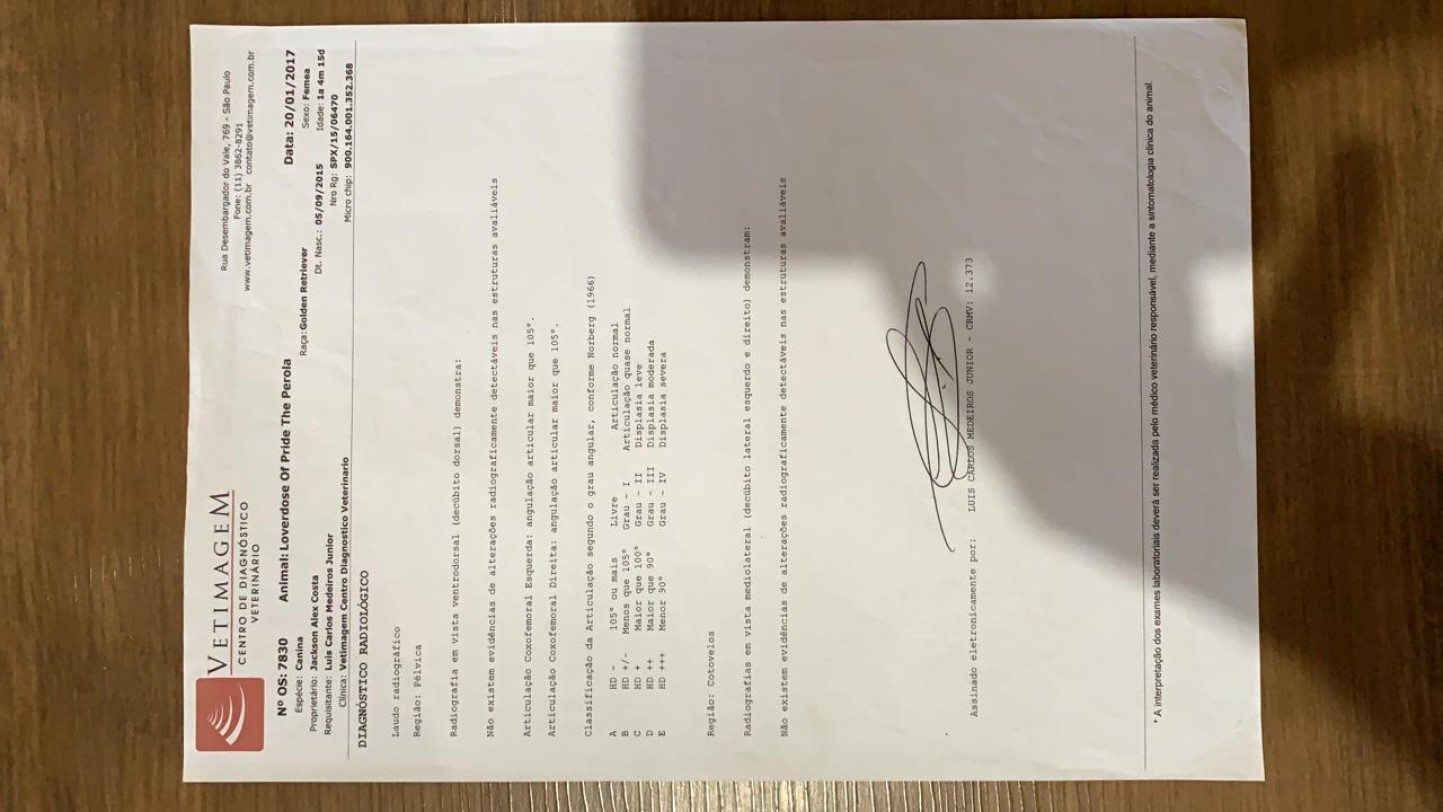 VETIMAGEM
CENTRO DE DIAGNÓSTICO
VETERINÁRIO
Rua Desembargador do Vale, 769 - São Paulo
Fone: (11) 3862-8291
www.vetimagem.com.br contato@vetimagem.com.br
Nº OS: 7830 Animal: Loverdose Of Pride The Perola Data: 20/01/2017
Espécie: Canina Raça: Golden Retriever Sexo: Femea
Proprietário: Jackson Alex Costa Dt. Nasc.: 05/09/2015 Idade: 1a 4m 15d
Requisitante: Luis Carlos Medeiros Junior Nro Rg: SPX/15/06470
Clínica: Vetimagem Centro Diagnostico Veterinario Micro chip: 900.164.001.352.368
DIAGNÓSTICO RADIOLÓGICO
Laudo radiográfico
Região: Pélvica
Radiografia em vista ventrodorsal (decúbito dorsal) demonstra:
Não existem evidências de alterações radiograficamente detectáveis nas estruturas avaliáveis
Articulação Coxofemoral Esquerda: angulação articular maior que 105°.
Articulação Coxofemoral Direita: angulação articular maior que 105°.
Classificação da Articulação segundo o grau angular, conforme Norberg (1966)
A HD - 105° ou mais Livre Articulação normal
B HD +/- Menos que 105° Grau - I Articulação quase normal
C HD + Maior que 100° Grau - II Displasia leve
D HD ++ Maior que 90° Grau - III Displasia moderada
E HD +++ Menor 90° Grau - IV Displasia severa
Região: Cotovelos
Radiografias em vista mediolateral (decúbito lateral esquerdo e direito) demonstram:
Não existem evidências de alterações radiograficamente detectáveis nas estruturas avaliáveis
Assinado eletronicamente por: LUIS CARLOS MEDEIROS JUNIOR - CRMV: 12.373
* A interpretação dos exames laboratoriais deverá ser realizada pelo médico veterinário responsável, mediante a sintomatologia clínica do animal.